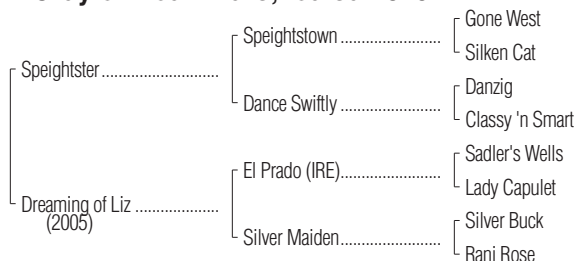 Gone West
Speightstown
Silken Cat
Speightster
Danzig
Dance Swiftly
Classy 'n Smart
Sadler's Wells
El Prado (IRE)
Lady Capulet
Dreaming of Liz
(2005)
Silver Buck
Silver Maiden
Rani Rose